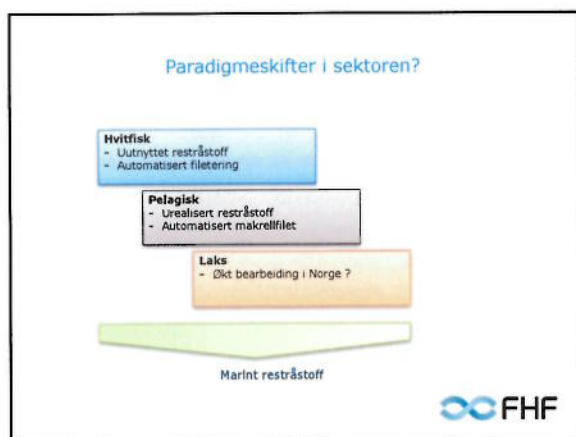 Paradigmeskifter i sektoren?
Hvitfisk
- Uutnyttet restråstoff
- Automatisert filetering
Pelagisk
- Urealisert restråstoff
- Automatisert makrellfilet
Laks
- Økt bearbeiding i Norge ?
Marint restråstoff
FHF